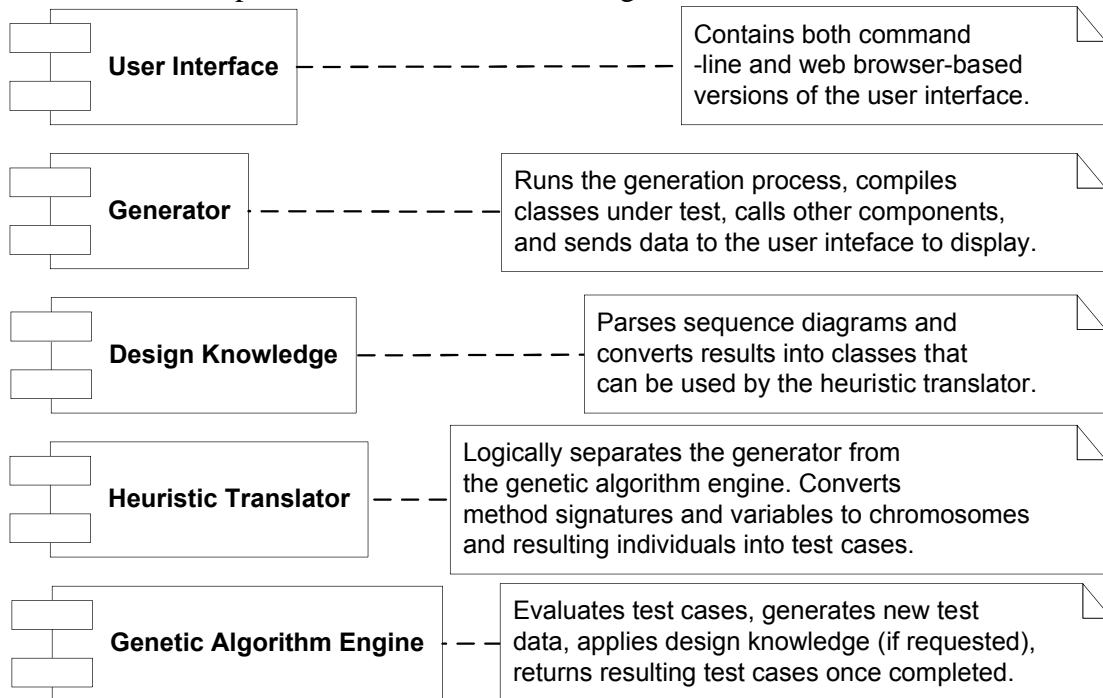 User Interface
Contains both command
-line and web browser-based
versions of the user interface.
Generator
Runs the generation process, compiles
classes under test, calls other components,
and sends data to the user inteface to display.
Design Knowledge
Parses sequence diagrams and
converts results into classes that
can be used by the heuristic translator.
Heuristic Translator
Logically separates the generator from
the genetic algorithm engine. Converts
method signatures and variables to chromosomes
and resulting individuals into test cases.
Genetic Algorithm Engine
Evaluates test cases, generates new test
data, applies design knowledge (if requested),
returns resulting test cases once completed.